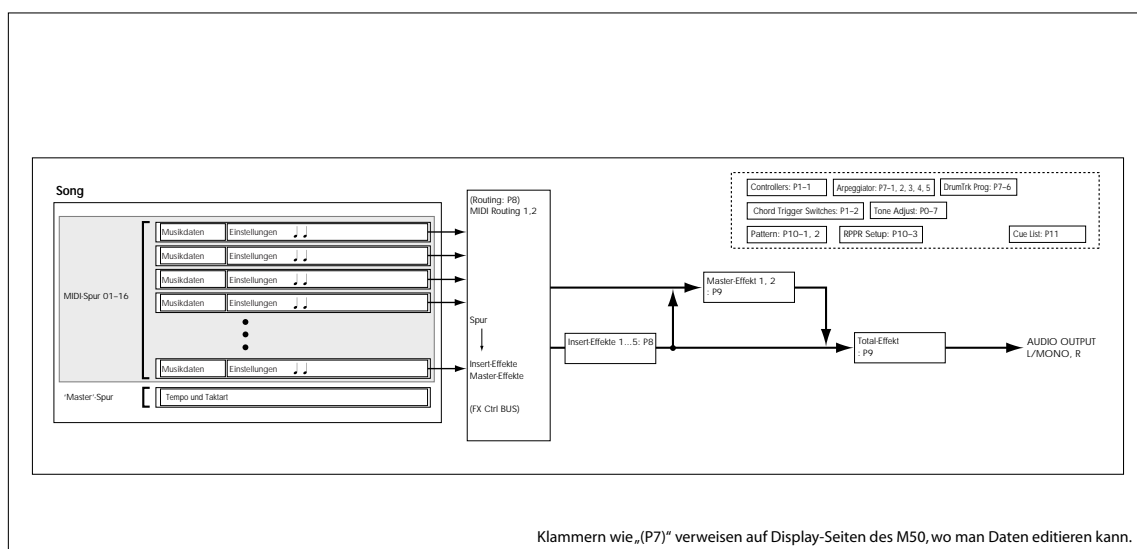 Song
MIDI-Spur 01–16
Musikdaten Einstellungen
Musikdaten Einstellungen
Musikdaten Einstellungen
Musikdaten Einstellungen
Musikdaten Einstellungen
'Master'-Spur
Tempo und Taktart
(Routing: P8)
MIDI Routing 1,2
Spur
Insert-Effekte
Master-Effekte
(FX Ctrl BUS)
Controllers: P1–1
Arpeggiator: P7–1, 2, 3, 4, 5
DrumTrk Prog: P7–6
Chord Trigger Switches: P1–2
Tone Adjust: P0–7
Pattern: P10–1, 2
RPPR Setup: P10–3
Cue List: P11
Master-Effekt 1, 2
: P9
Insert-Effekte 1...5: P8
Total-Effekt
: P9
AUDIO OUTPUT
L/MONO, R
Klammern wie „(P7)“ verweisen auf Display-Seiten des M50, wo man Daten editieren kann.